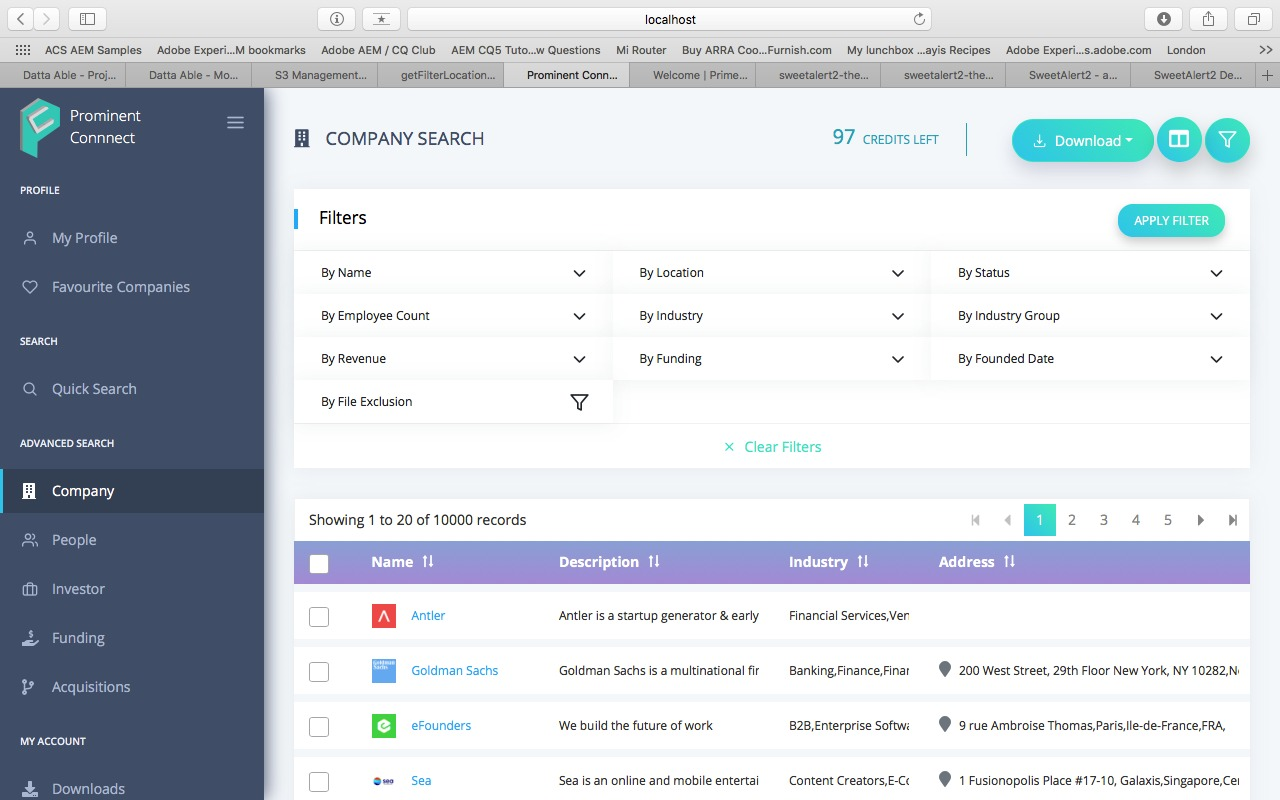 localhost
ACS AEM Samples Adobe Experi...M bookmarks Adobe AEM / CQ Club AEM CQ5 Tuto...w Questions Mi Router Buy ARRA Coo...Furnish.com My lunchbox ...ayis Recipes Adobe Experi...s.adobe.com London
Datta Able - Proj... Datta Able - Mo... S3 Management... getFilterLocation... Prominent Conn... Welcome | Prime... sweetalert2-the... sweetalert2-the... SweetAlert2 - a... SweetAlert2 De...
Prominent
Connnect
PROFILE
My Profile
Favourite Companies
SEARCH
Quick Search
ADVANCED SEARCH
Company
People
Investor
Funding
Acquisitions
MY ACCOUNT
Downloads
COMPANY SEARCH
97 CREDITS LEFT
Download
Filters
APPLY FILTER
By Name By Location By Status
By Employee Count By Industry By Industry Group
By Revenue By Funding By Founded Date
By File Exclusion
× Clear Filters
Showing 1 to 20 of 10000 records
1 2 3 4 5
Name Description Industry Address
Antler Antler is a startup generator & early Financial Services,Ven
Goldman Sachs Goldman Sachs is a multinational fin Banking,Finance,Finan 200 West Street, 29th Floor New York, NY 10282,Ne
eFounders We build the future of work B2B,Enterprise Softwa 9 rue Ambroise Thomas,Paris,Ile-de-France,FRA,
Sea Sea is an online and mobile entertai Content Creators,E-Co 1 Fusionopolis Place #17-10, Galaxis,Singapore,Cen